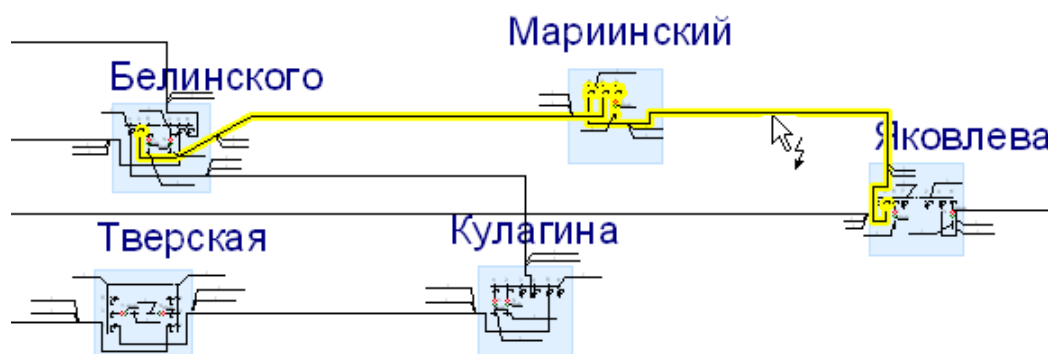 Мариинский
Белинского
Яковлева
Тверская
Кулагина